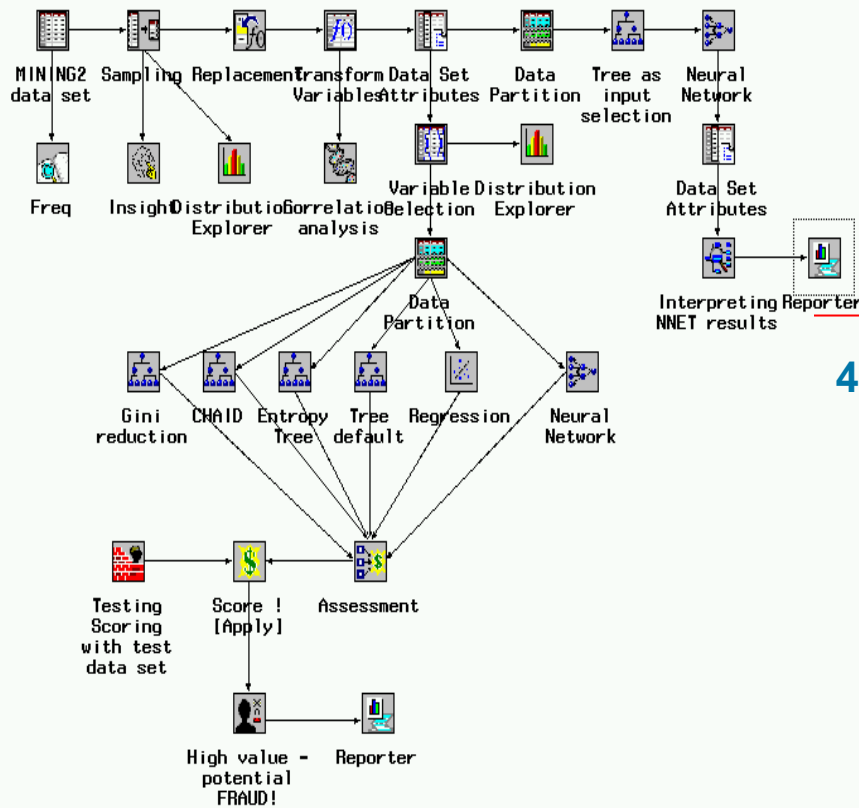 MINING2
data set
Sampling
Replacement
Transform
Variables
Data Set
Attributes
Data
Partition
Tree as
input
selection
Neural
Network
Freq
Insight
Distribution
Explorer
Correlation
analysis
Variable
Selection
Distribution
Explorer
Data Set
Attributes
Data
Partition
Interpreting
NNET results
Reporter
4
Gini
reduction
CHAID
Entropy
Tree
Tree
default
Regression
Neural
Network
Testing
Scoring
with test
data set
Score !
[Apply]
Assessment
High value -
potential
FRAUD!
Reporter